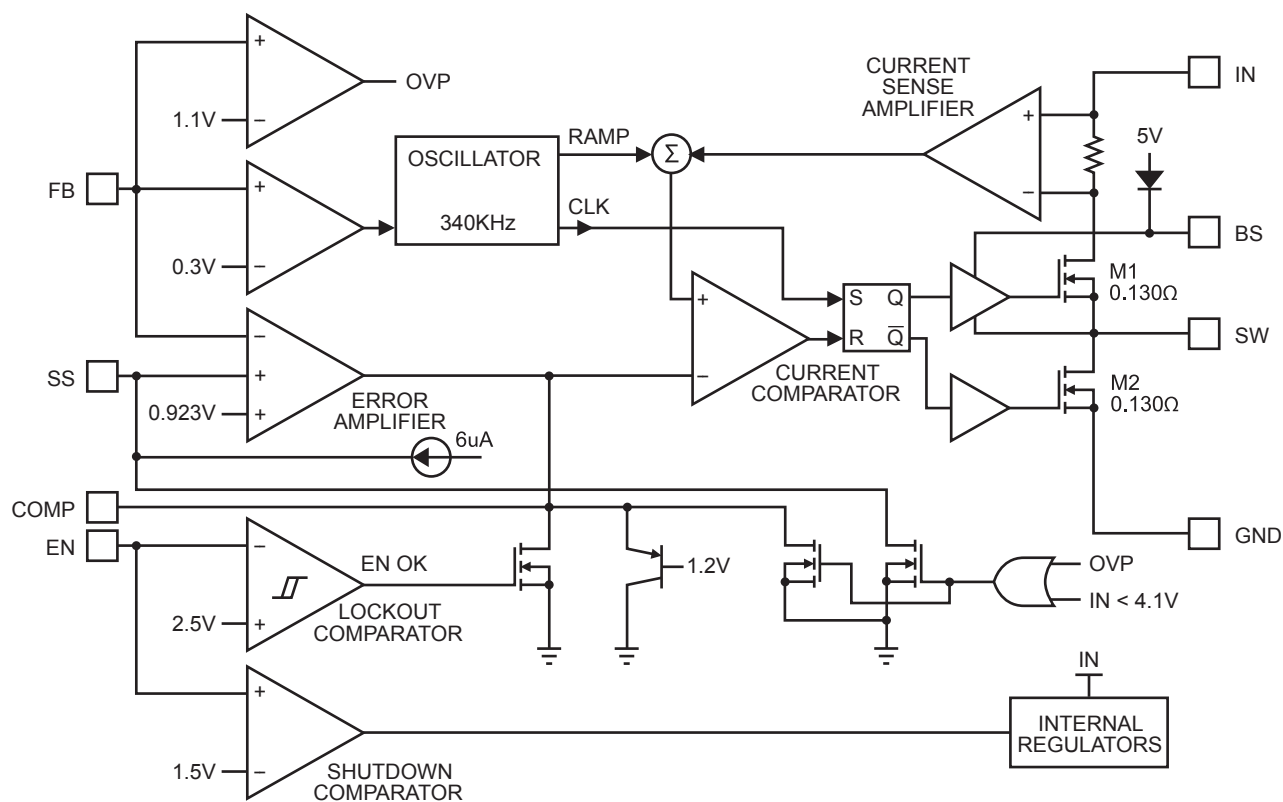 +
OVP
1.1V
−
CURRENT
SENSE
AMPLIFIER
IN
+
−
5V
RAMP
Σ
OSCILLATOR
340KHz
CLK
FB
+
0.3V
−
BS
M1
0.130Ω
S Q
R Q̅
+
−
CURRENT
COMPARATOR
SW
M2
0.130Ω
−
SS
+
0.923V
+
ERROR
AMPLIFIER
6uA
COMP
EN
−
EN OK
2.5V
+
LOCKOUT
COMPARATOR
1.2V
GND
OVP
IN < 4.1V
+
1.5V
−
SHUTDOWN
COMPARATOR
IN
INTERNAL
REGULATORS